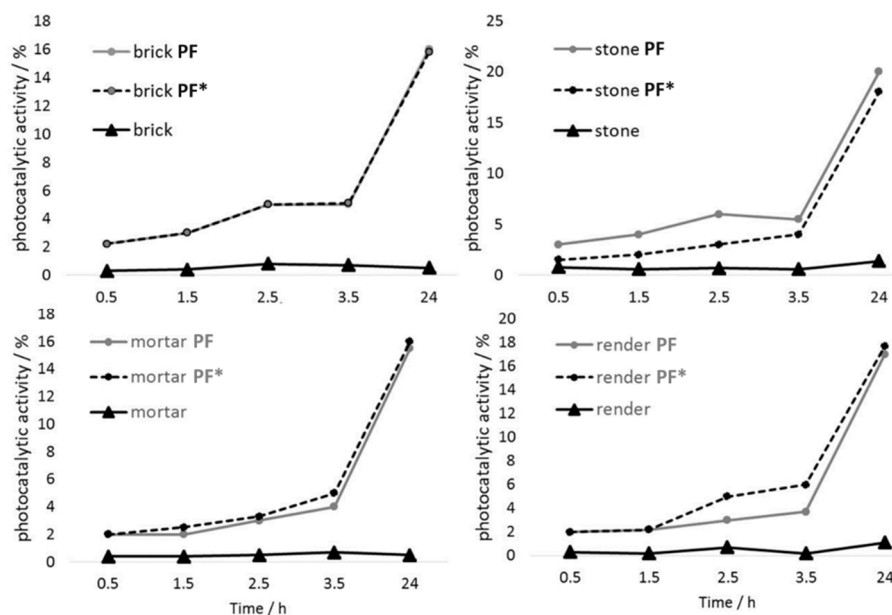 photocatalytic activity / %
18
16
14
12
10
8
6
4
2
0
brick PF
brick PF*
brick
0.5 1.5 2.5 3.5 24
photocatalytic activity / %
25
20
15
10
5
0
stone PF
stone PF*
stone
0.5 1.5 2.5 3.5 24
photocatalytic activity / %
18
16
14
12
10
8
6
4
2
0
mortar PF
mortar PF*
mortar
0.5 1.5 2.5 3.5 24
Time / h
photocatalytic activity / %
20
18
16
14
12
10
8
6
4
2
0
render PF
render PF*
render
0.5 1.5 2.5 3.5 24
Time / h